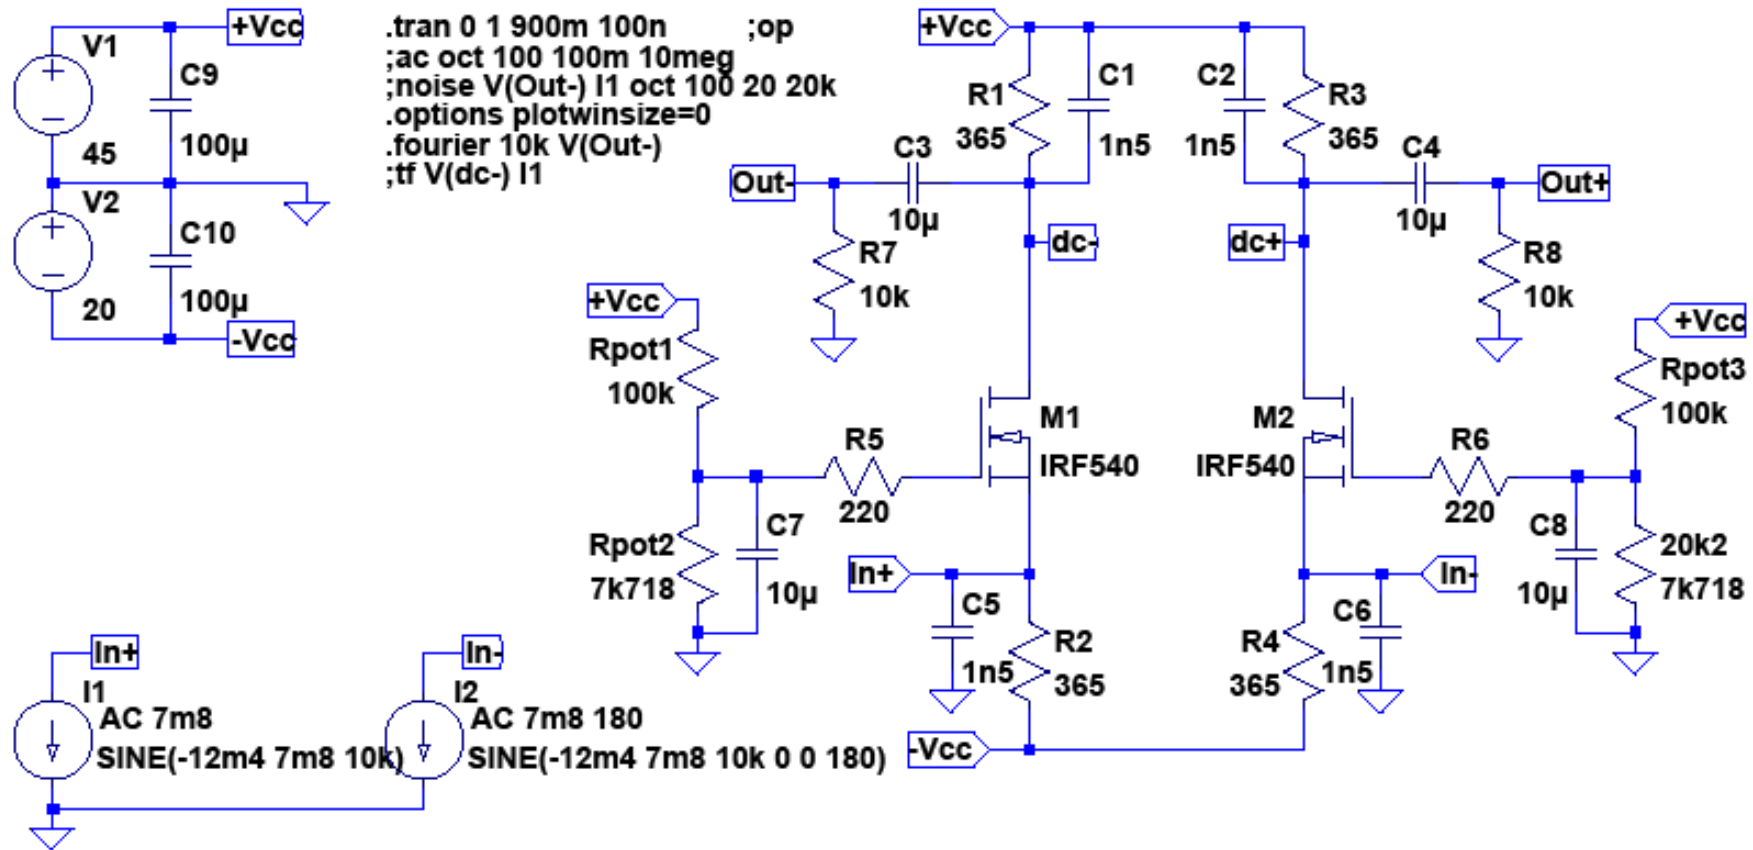 +Vcc
V1
C9
45
100µ
V2
C10
20
100µ
-Vcc
.tran 0 1 900m 100n ;op
;ac oct 100 100m 10meg
;noise V(Out-) I1 oct 100 20 20k
.options plotwinsize=0
.fourier 10k V(Out-)
;tf V(dc-) I1
+Vcc
R1
365
C1
1n5
C2
1n5
R3
365
Out-
C3
10µ
C4
10µ
Out+
dc-
dc+
R7
10k
R8
10k
+Vcc
Rpot1
100k
+Vcc
Rpot3
100k
R5
220
M1
IRF540
M2
IRF540
R6
220
Rpot2
7k718
C7
10µ
C8
10µ
20k2
7k718
In+
C5
1n5
R2
365
In-
C6
1n5
R4
365
-Vcc
In+
I1
AC 7m8
SINE(-12m4 7m8 10k)
In-
I2
AC 7m8 180
SINE(-12m4 7m8 10k 0 0 180)